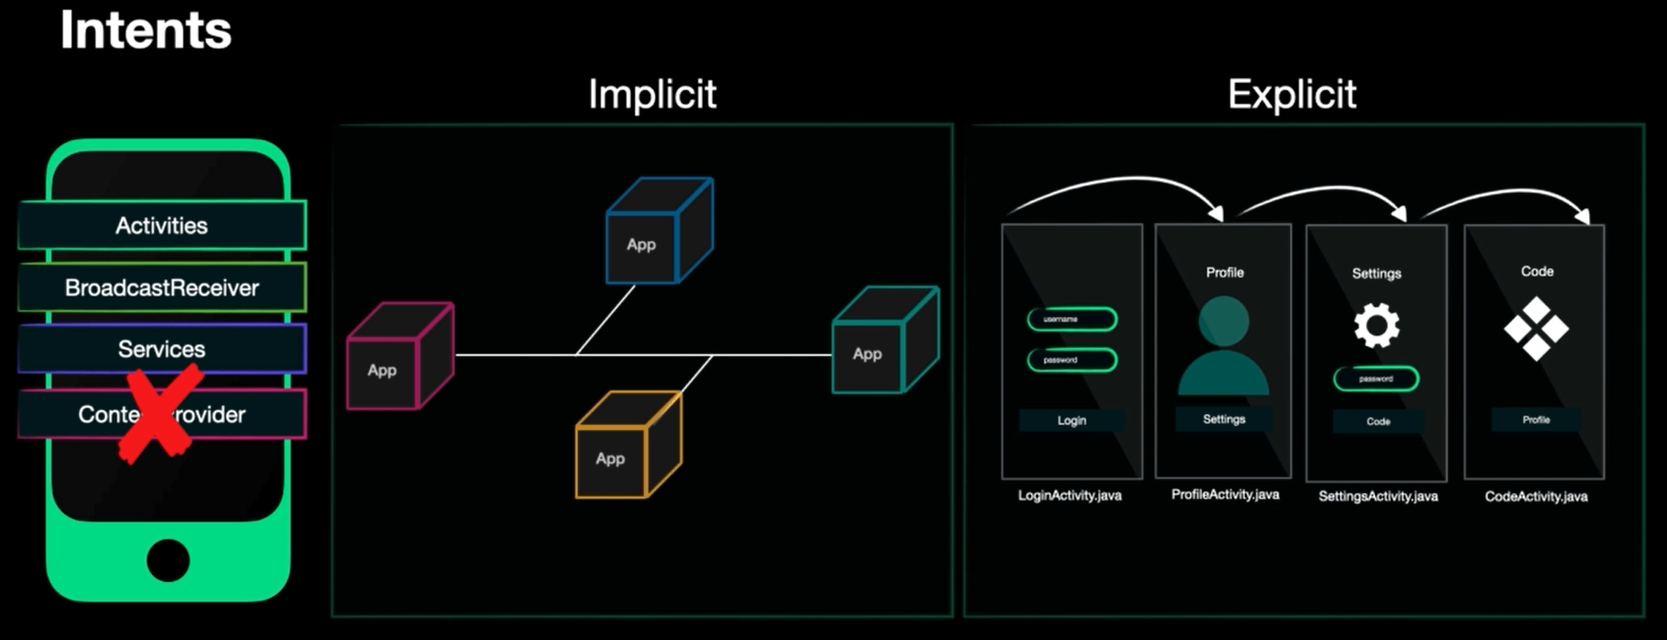 Intents
Activities
BroadcastReceiver
Services
Conte rovider
Implicit
App
App
App
App
Explicit
username
password
Login
LoginActivity.java
Profile
Settings
ProfileActivity.java
Settings
password
Code
SettingsActivity.java
Code
Profile
CodeActivity.java